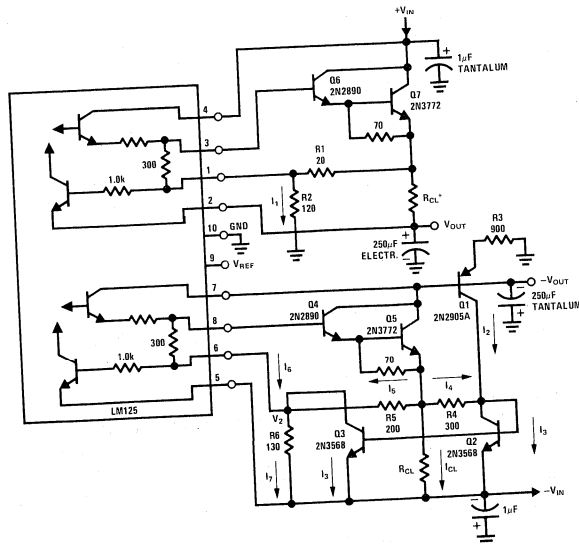 +VIN
1µF
TANTALUM
Q6
2N2890
Q7
2N3772
4
70
3
300
R1
20
1
1.0k
I1
R2
120
RCL+
2
10 GND
VOUT
R3
900
9 VREF
250µF
ELECTR.
7
-VOUT
Q4
2N2890
Q1
2N2905A
250µF
TANTALUM
8
Q5
2N3772
I2
300
6
1.0k
70
I6
I5
I4
5
R5
200
R4
300
LM125
V2
R6
130
Q3
2N3568
Q2
2N3568
I3
I7
I3
RCL
ICL
-VIN
1µF